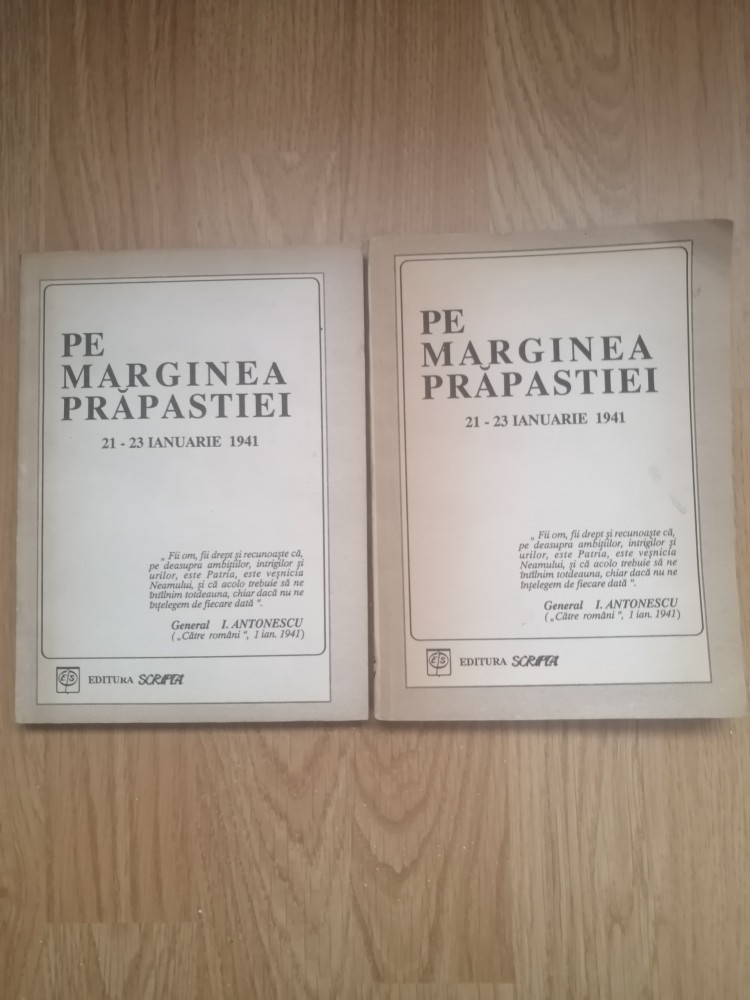 PE
MARGINEA
PRĂPASTIEI
21 - 23 IANUARIE 1941
„ Fii om, fii drept și recunoaște că,
pe deasupra ambițiilor, intrigilor și
urilor, este Patria, este veșnicia
Neamului, și că acolo trebuie să ne
întîlnim totdeauna, chiar dacă nu ne
înțelegem de fiecare dată ".
General I. ANTONESCU
( „Către români ", 1 ian. 1941)
ES EDITURA SCRIPTA
PE
MARGINEA
PRĂPASTIEI
21 - 23 IANUARIE 1941
„ Fii om, fii drept și recunoaște că,
pe deasupra ambițiilor, intrigilor și
urilor, este Patria, este veșnicia
Neamului, și că acolo trebuie să ne
întîlnim totdeauna, chiar dacă nu ne
înțelegem de fiecare dată ".
General I. ANTONESCU
( „Către români ", 1 ian. 1941)
ES EDITURA SCRIPTA